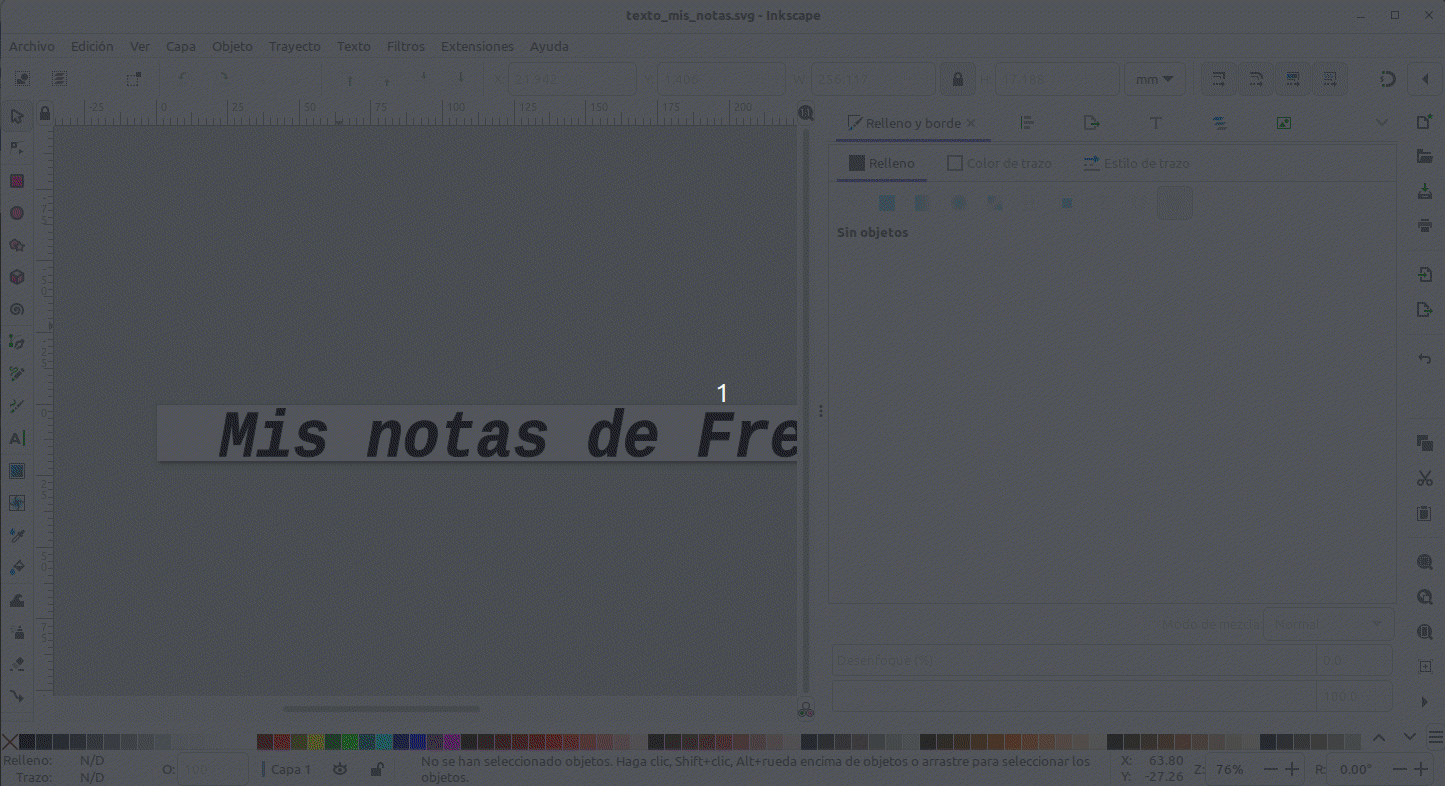 texto_mis_notas.svg - Inkscape
Archivo Edición Ver Capa Objeto Trayecto Texto Filtros Extensiones Ayuda
X: 21.942 Y: 1.406 W: 256.117 H: 17.188 mm
-25 0 25 50 75 100 125 150 175 200
Relleno y borde
Relleno Color de trazo Estilo de trazo
Sin objetos
1
Mis notas de Fre
Modo de mezcla Normal
Desenfoque (%) 0.0
100.0
Relleno: N/D
Trazo: N/D
O: 100
Capa 1
No se han seleccionado objetos. Haga clic, Shift+clic, Alt+rueda encima de objetos o arrastre para seleccionar los
objetos.
X: 63.80
Y: -27.26
Z: 76%
R: 0.00°